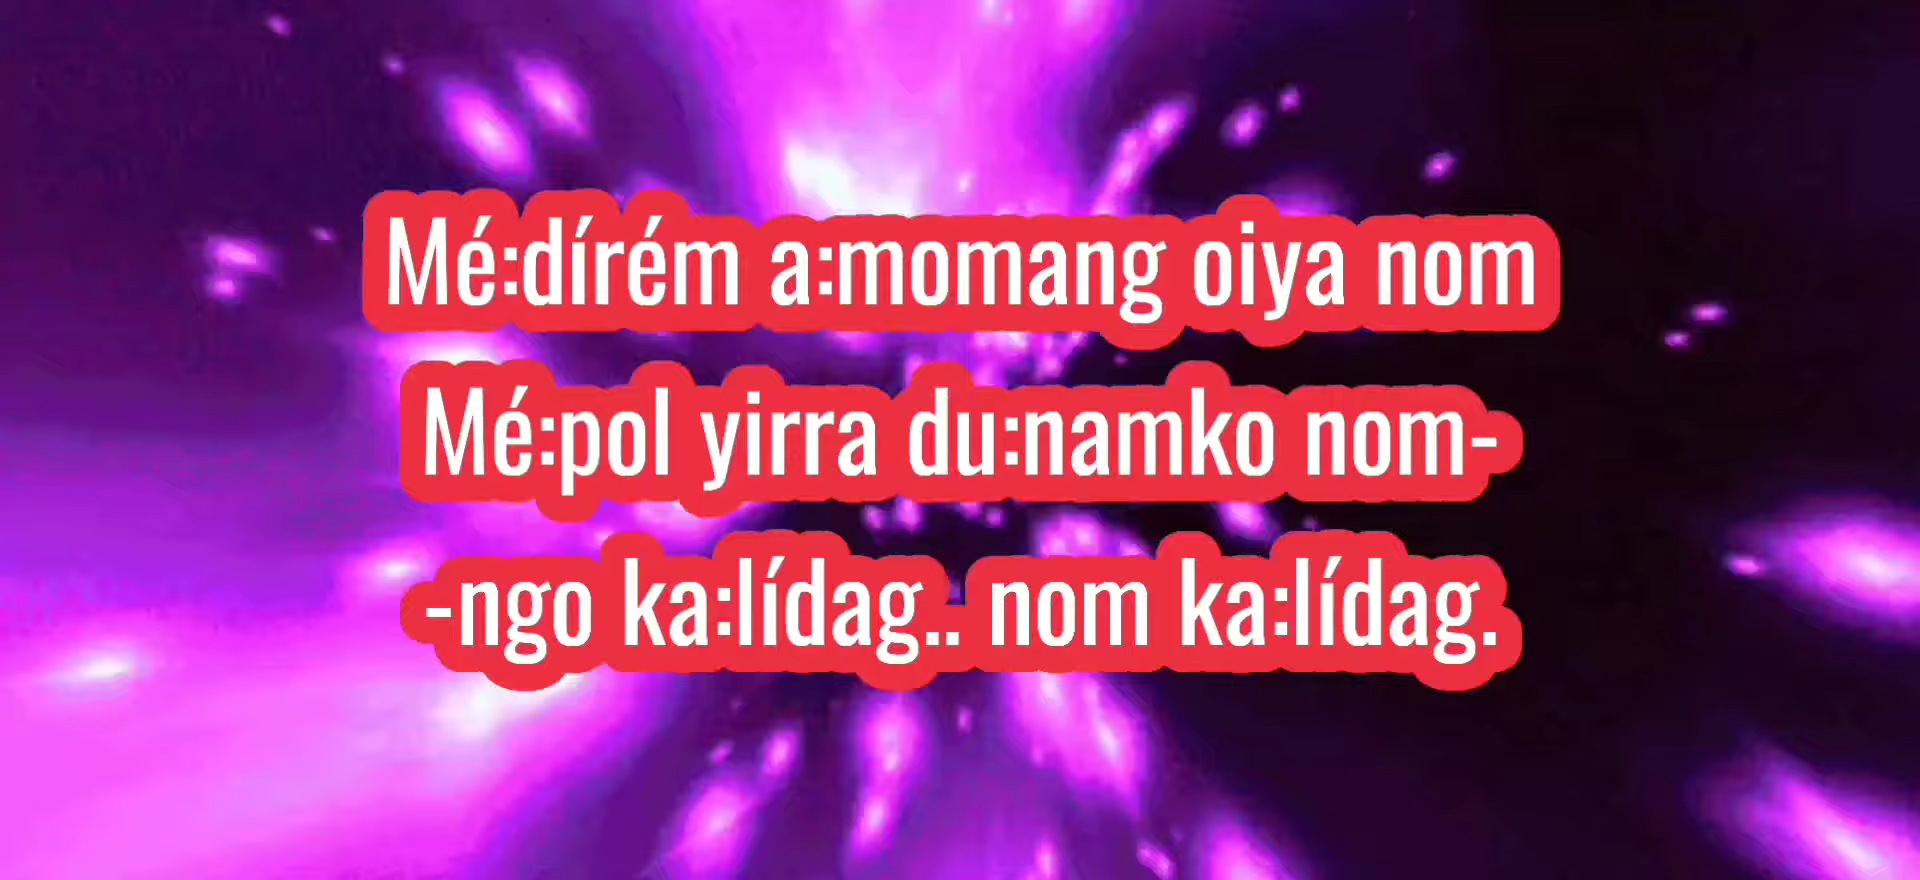 Mé:dírém a:momang oiya nom
Mé:pol yirra du:namko nom-
-ngo ka:lídag.. nom ka:lídag.